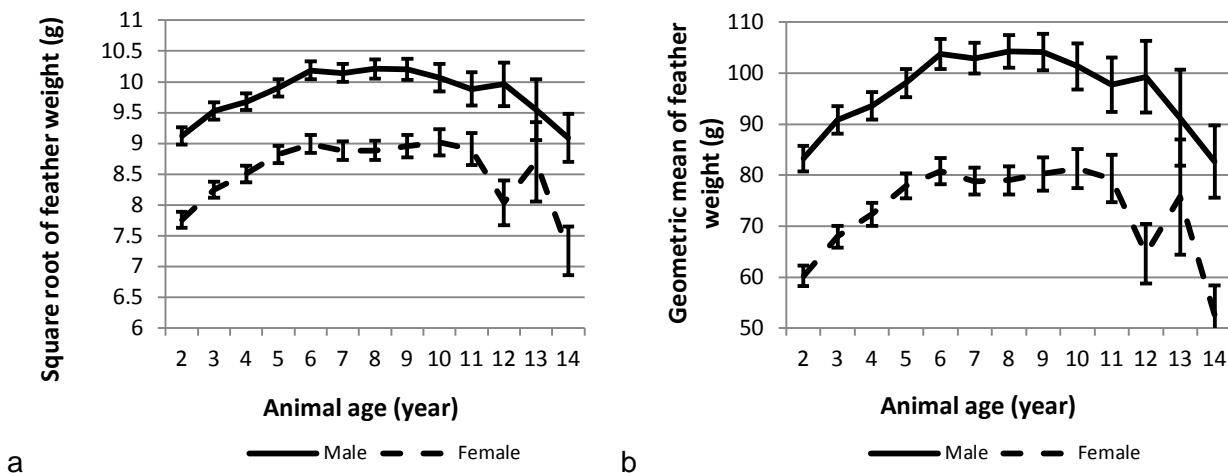 Square root of feather weight (g)
11
10.5
10
9.5
9
8.5
8
7.5
7
6.5
6
2 3 4 5 6 7 8 9 10 11 12 13 14
Animal age (year)
Male Female
a
Geometric mean of feather
weight (g)
110
100
90
80
70
60
50
2 3 4 5 6 7 8 9 10 11 12 13 14
Animal age (year)
Male Female
b